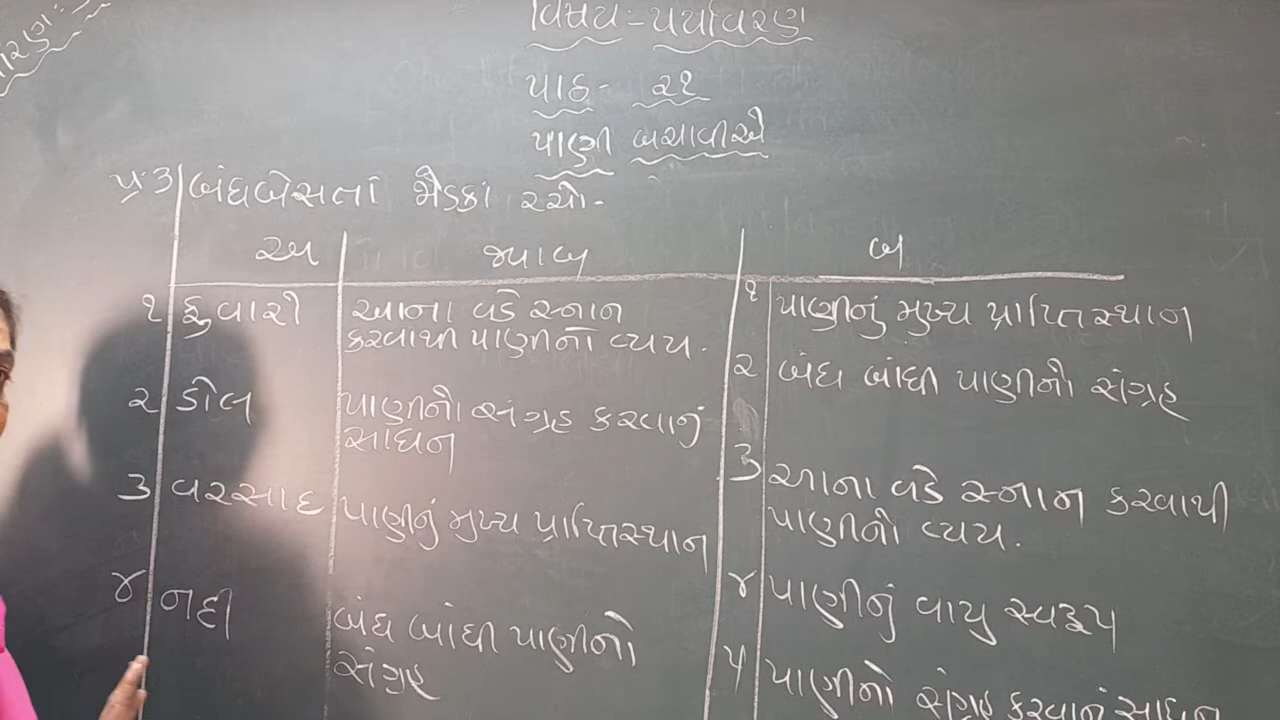 વિષય:- પર્યાવરણ
પાઠ- ૨૧
પાણી બચાવીએ
પ્ર:૩ બંધબેસતાં જોડકાં રચો-
અ જવાબ બ
૧ ફુવારો આના વડે સ્નાન ૧ પાણીનું મુખ્ય પ્રાપ્તિસ્થાન
કરવાથી પાણીનો વ્યય.
૨ બંધ બાંધી પાણીનો સંગ્રહ
૨ ડોલ પાણીનો સંગ્રહ કરવાનું
સાધન
૩ વરસાદ પાણીનું મુખ્ય પ્રાપ્તિસ્થાન ૩ આના વડે સ્નાન કરવાથી
પાણીનો વ્યય.
૪ નદી બંધ બાંધી પાણીનો ૪ પાણીનું વાયુ સ્વરૂપ
સંગ્રહ ૫ પાણીનો સંગ્રહ કરવાનું સાધન